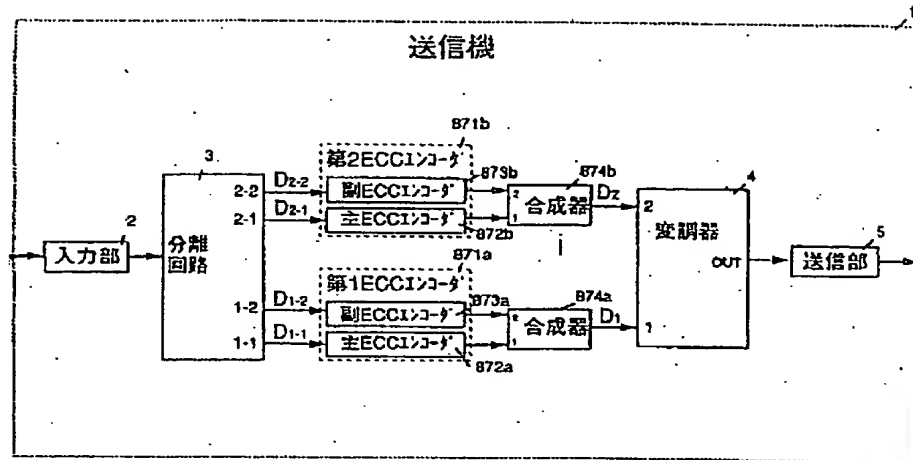 1
送信機
871b
第2ECCエンコーダ
873b
874b
3
D2-2
2-2
副ECCエンコーダ
2
合成器
D2
4
2-1
D2-1
主ECCエンコーダ
1
872b
i
2
変調器
2
入力部
分離
回路
871a
OUT
5
送信部
第1ECCエンコーダ
873a
874a
1-2
D1-2
副ECCエンコーダ
2
合成器
D1
1-1
D1-1
主ECCエンコーダ
1
1
872a